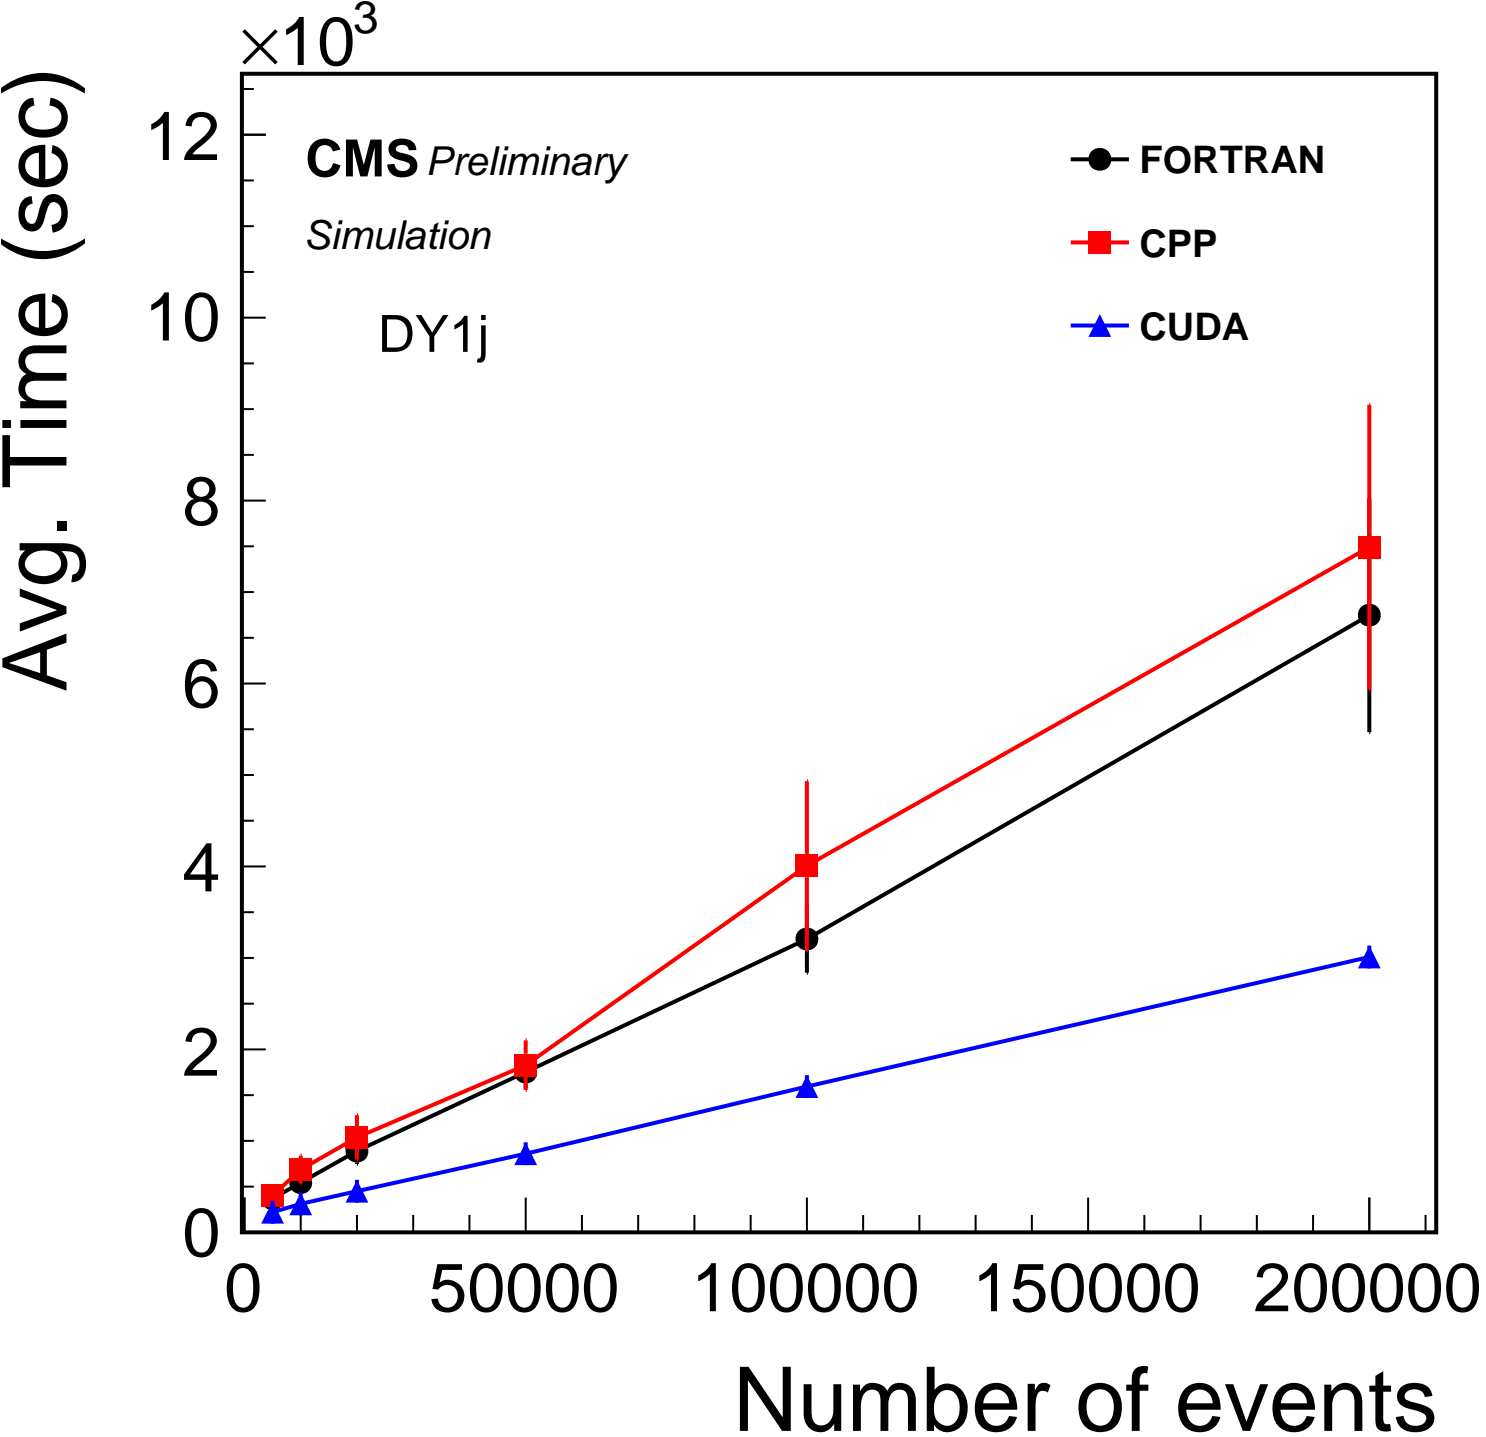 ×10³
Avg. Time (sec)
12
10
8
6
4
2
0
CMS Preliminary
Simulation
DY1j
FORTRAN
CPP
CUDA
0 50000 100000 150000 200000
Number of events